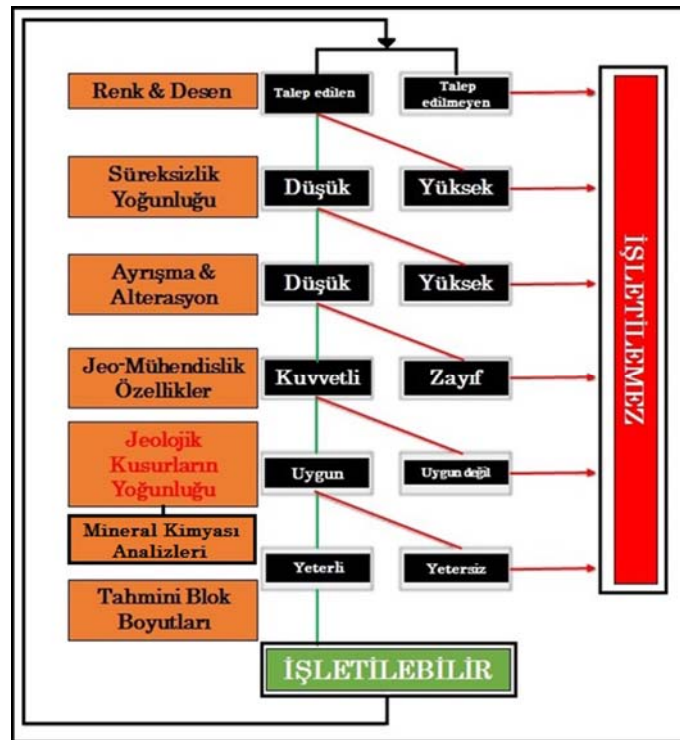 Renk & Desen
Talep edilen
Talep
edilmeyen
Süreksizlik
Yoğunluğu
Düşük
Yüksek
Ayrışma &
Alterasyon
Düşük
Yüksek
Jeo-Mühendislik
Özellikler
Kuvvetli
Zayıf
Jeolojik
Kusurların
Yoğunluğu
Uygun
Uygun değil
Mineral Kimyası
Analizleri
Yeterli
Yetersiz
Tahmini Blok
Boyutları
İŞLETİLEBİLİR
İŞLETİLEMEZ